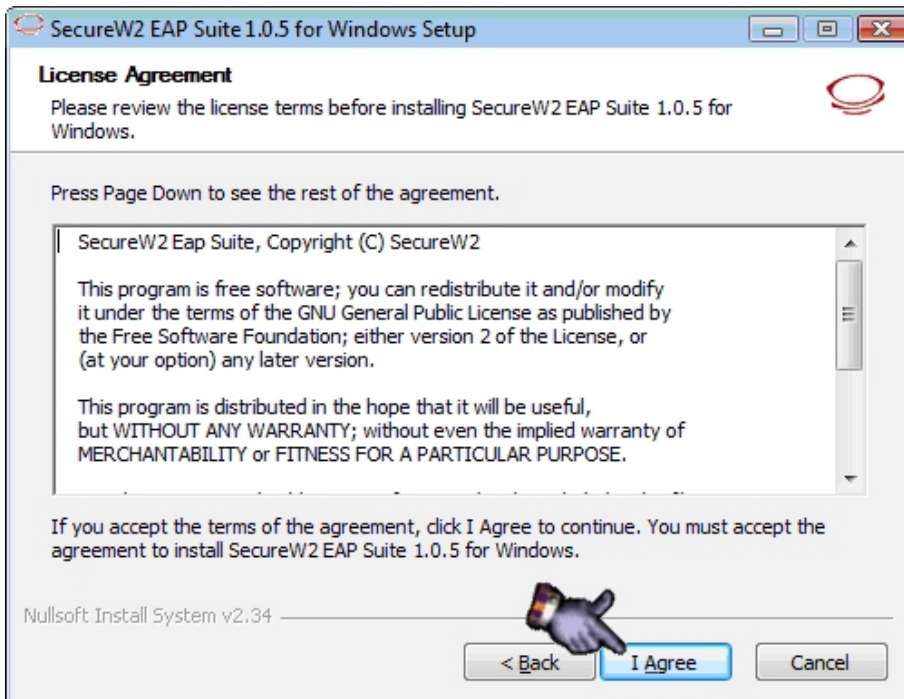 SecureW2 EAP Suite 1.0.5 for Windows Setup
License Agreement
Please review the license terms before installing SecureW2 EAP Suite 1.0.5 for
Windows.
Press Page Down to see the rest of the agreement.
SecureW2 Eap Suite, Copyright (C) SecureW2
This program is free software; you can redistribute it and/or modify
it under the terms of the GNU General Public License as published by
the Free Software Foundation; either version 2 of the License, or
(at your option) any later version.
This program is distributed in the hope that it will be useful,
but WITHOUT ANY WARRANTY; without even the implied warranty of
MERCHANTABILITY or FITNESS FOR A PARTICULAR PURPOSE.
If you accept the terms of the agreement, click I Agree to continue. You must accept the
agreement to install SecureW2 EAP Suite 1.0.5 for Windows.
Nullsoft Install System v2.34
< Back
I Agree
Cancel